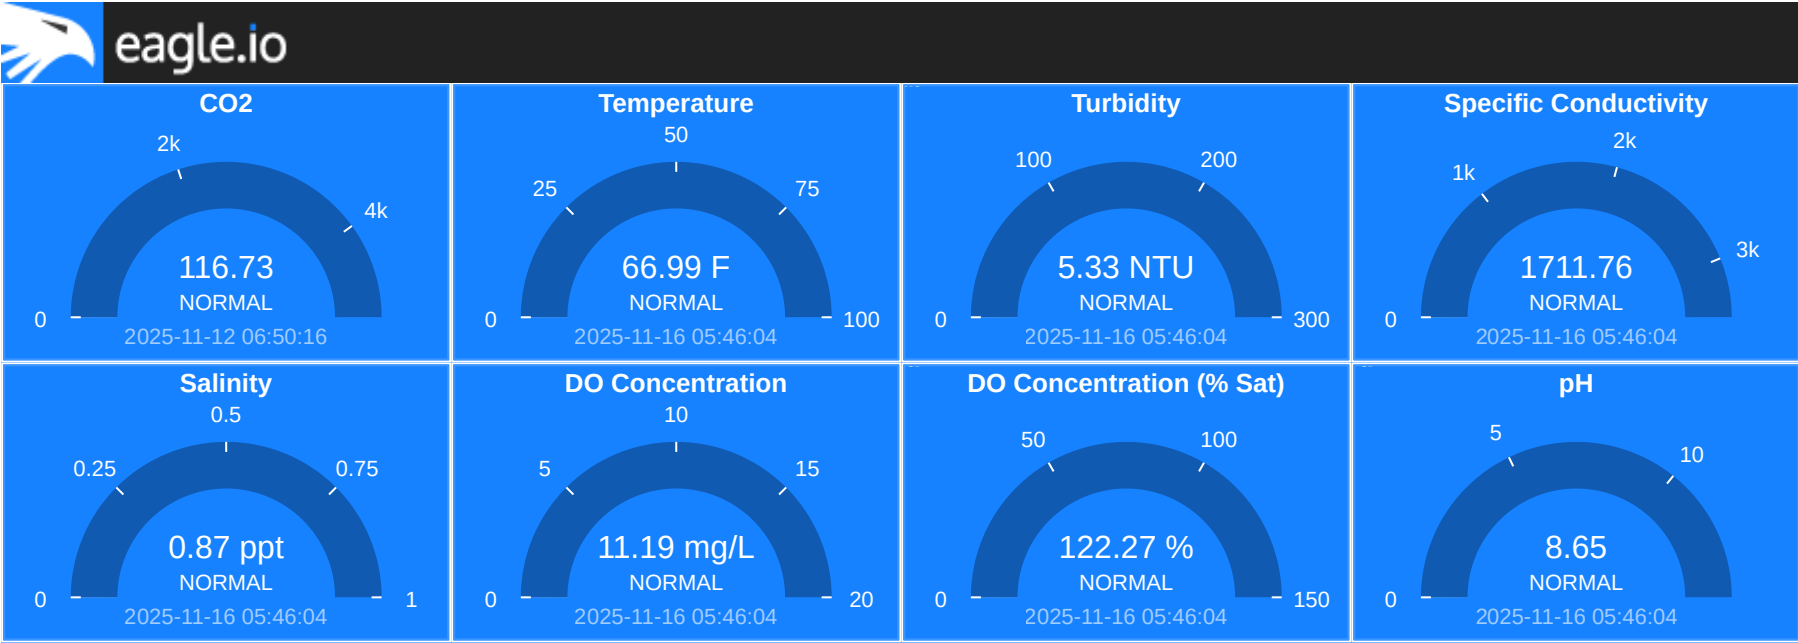 eagle.io
CO2
2k
4k
0
116.73
NORMAL
2025-11-12 06:50:16
Temperature
50
25
75
0
100
66.99 F
NORMAL
2025-11-16 05:46:04
Turbidity
100
200
0
300
5.33 NTU
NORMAL
2025-11-16 05:46:04
Specific Conductivity
2k
1k
3k
0
1711.76
NORMAL
2025-11-16 05:46:04
Salinity
0.5
0.25
0.75
0
1
0.87 ppt
NORMAL
2025-11-16 05:46:04
DO Concentration
10
5
15
0
20
11.19 mg/L
NORMAL
2025-11-16 05:46:04
DO Concentration (% Sat)
50
100
0
150
122.27 %
NORMAL
2025-11-16 05:46:04
pH
5
10
0
8.65
NORMAL
2025-11-16 05:46:04